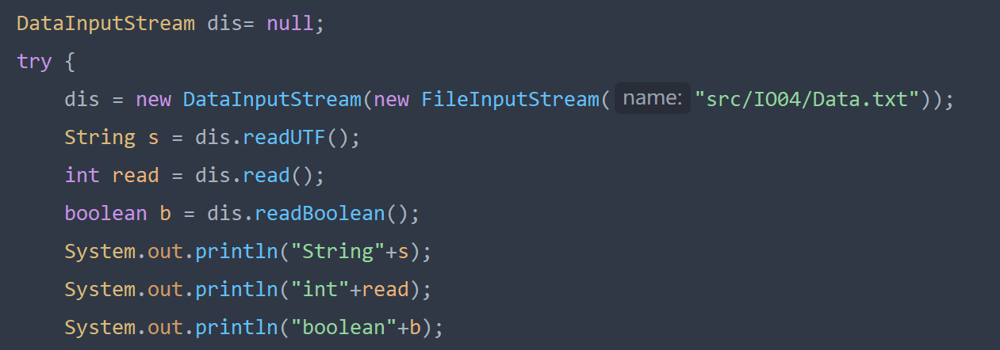 DataInputStream dis= null;
try {
    dis = new DataInputStream(new FileInputStream( name: "src/IO04/Data.txt"));
    String s = dis.readUTF();
    int read = dis.read();
    boolean b = dis.readBoolean();
    System.out.println("String"+s);
    System.out.println("int"+read);
    System.out.println("boolean"+b);